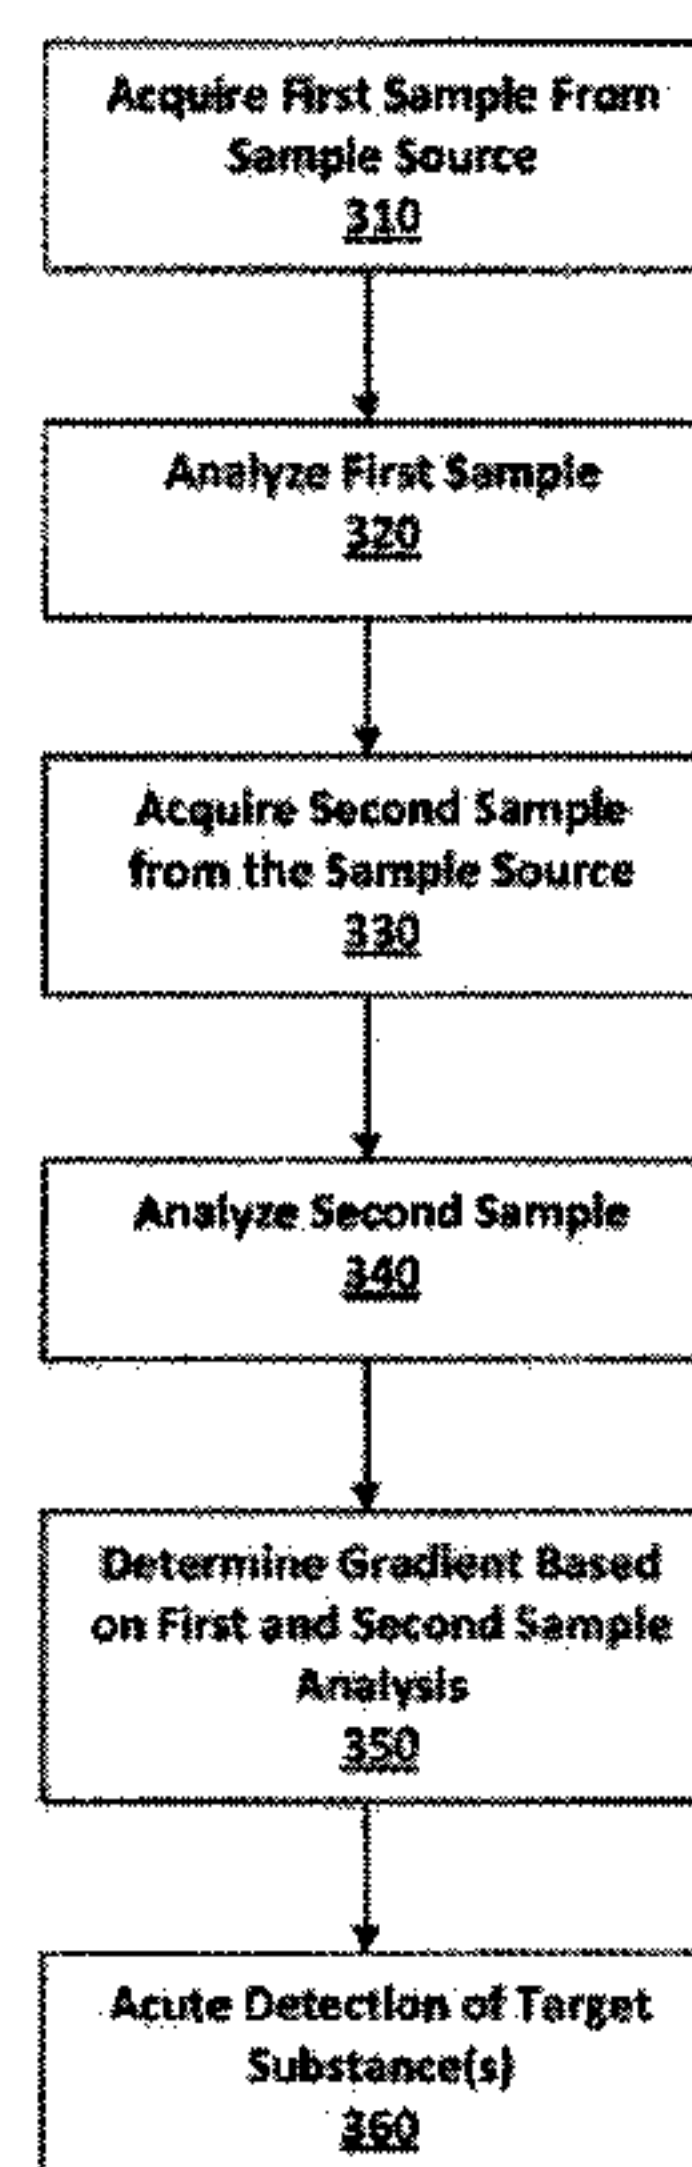 Acquire First Sample From
Sample Source
310
Analyze First Sample
320
Acquire Second Sample
from the Sample Source
330
Analyze Second Sample
340
Determine Gradient Based
on First and Second Sample
Analysis
350
Acute Detection of Target
Substance(s)
360